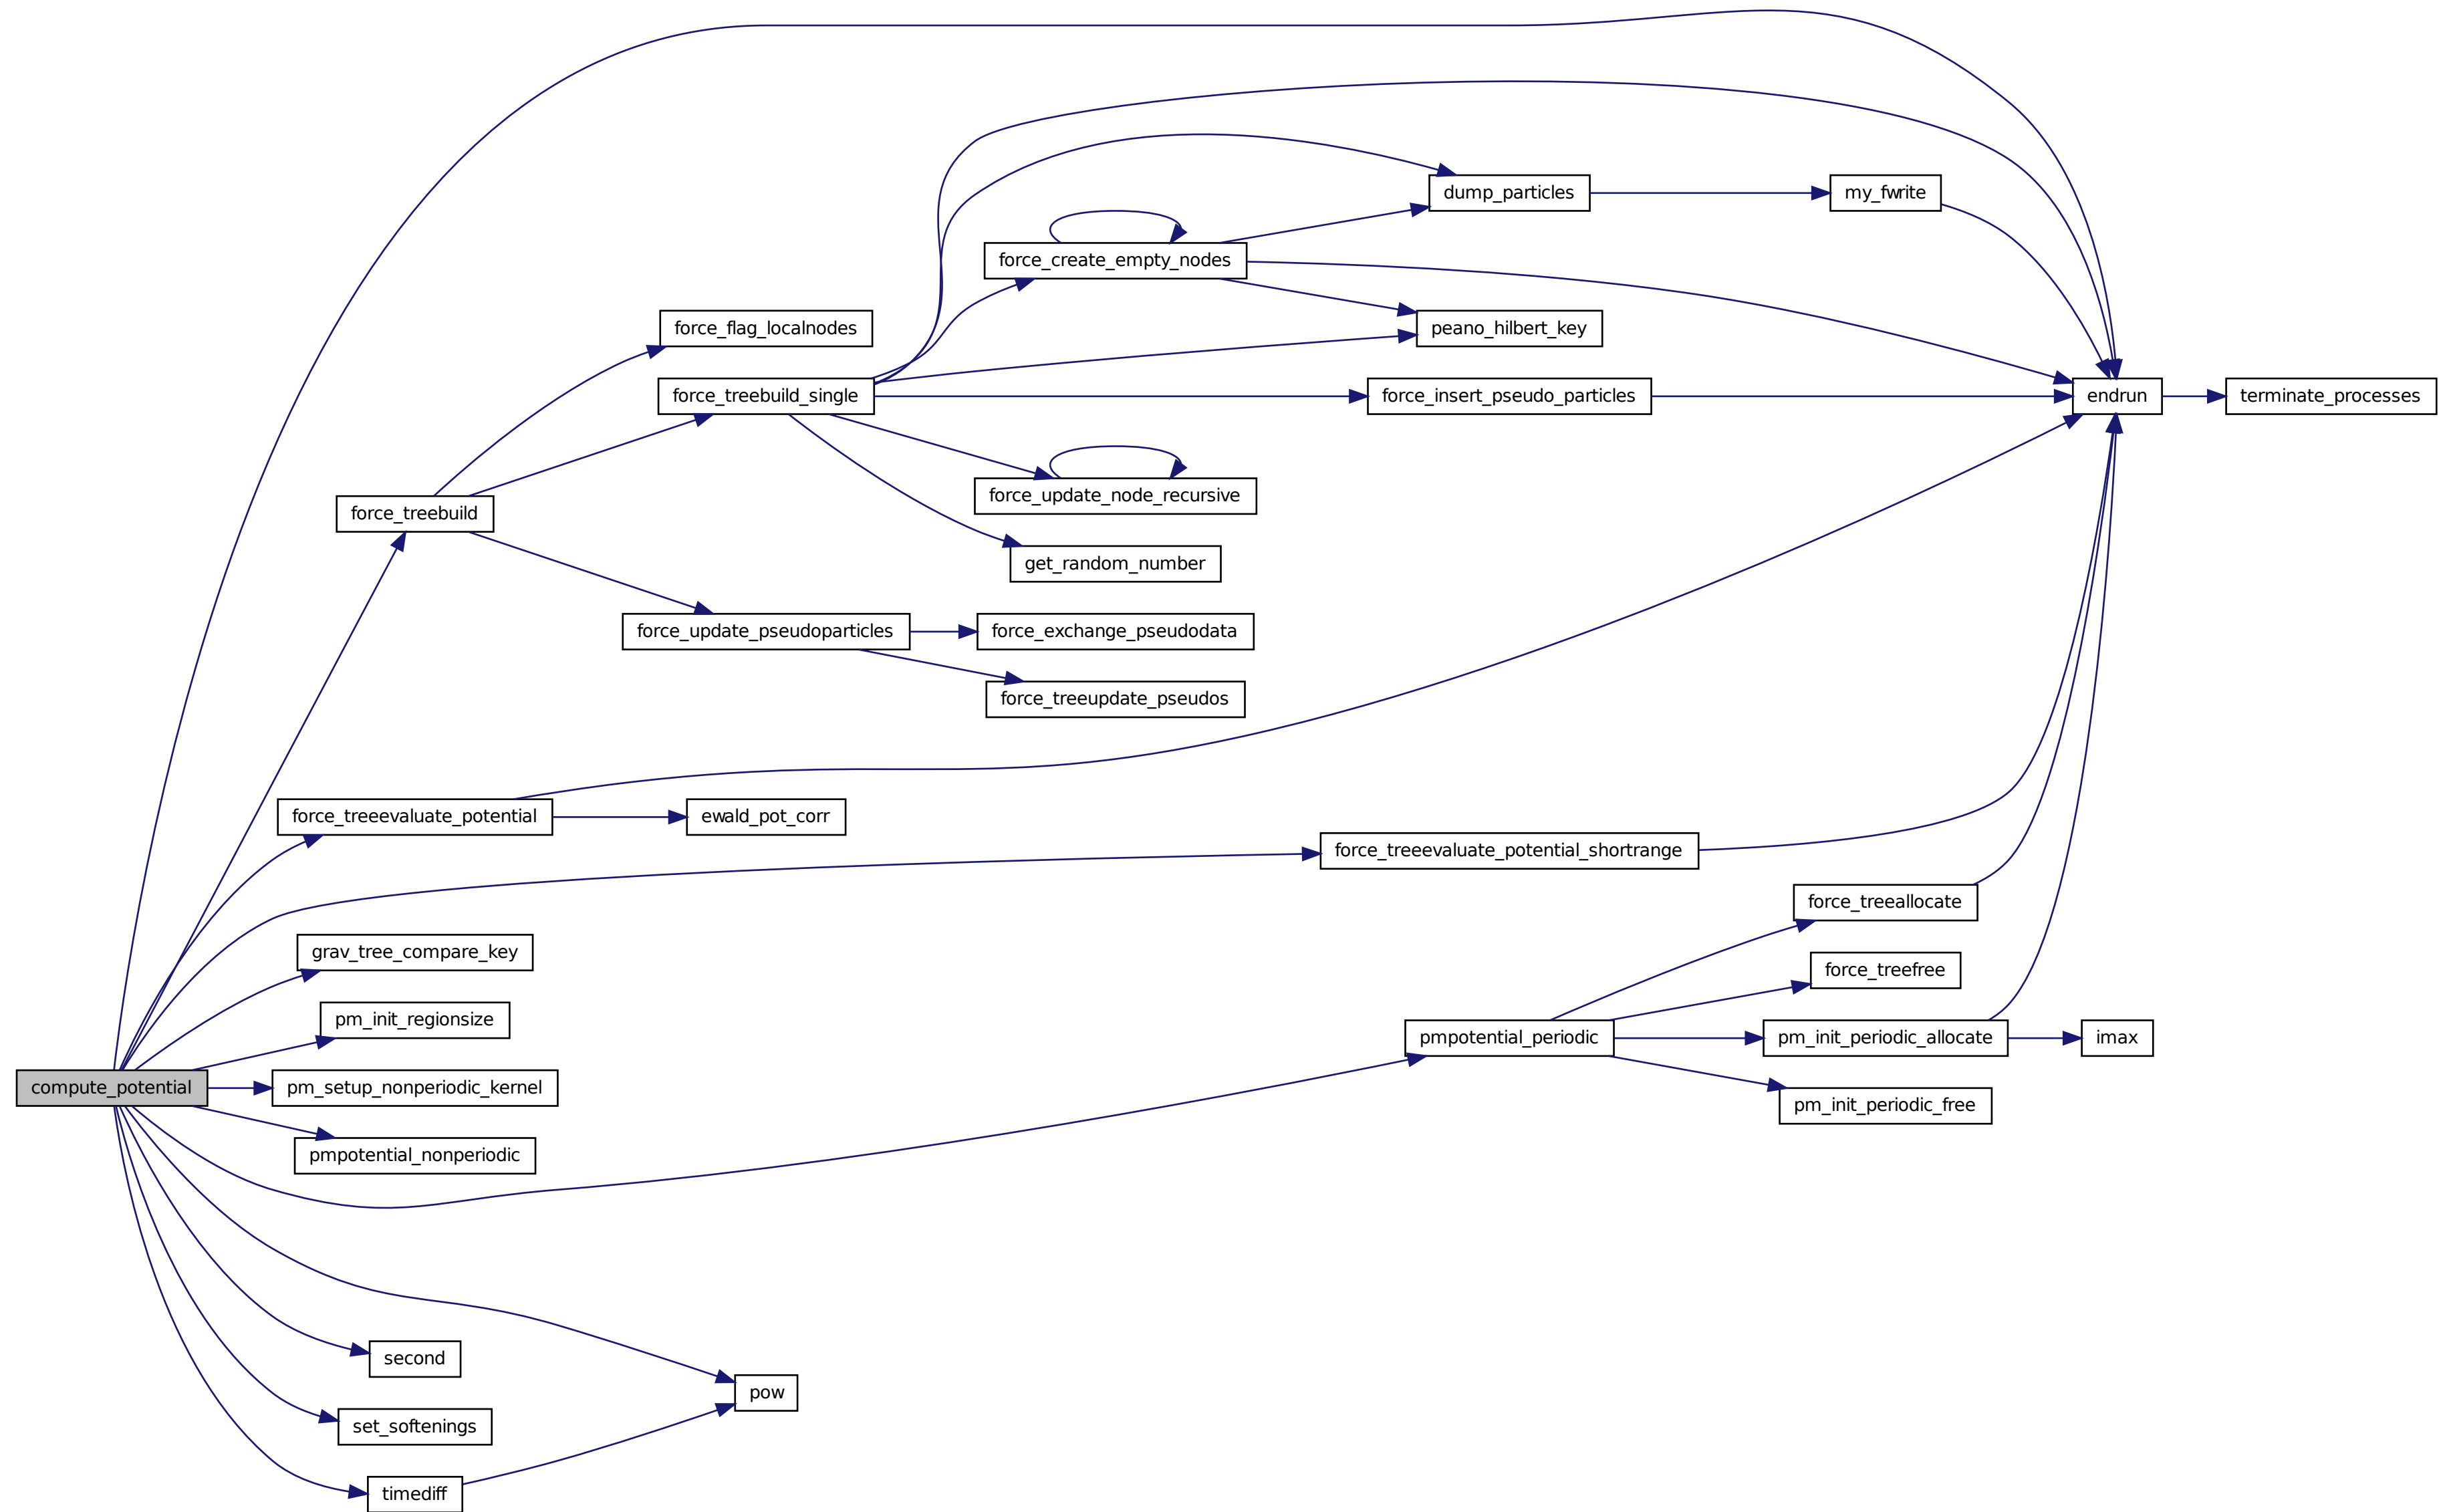 dump_particles
my_fwrite
force_create_empty_nodes
force_flag_localnodes
peano_hilbert_key
force_treebuild_single
force_insert_pseudo_particles
endrun
terminate_processes
force_update_node_recursive
force_treebuild
get_random_number
force_update_pseudoparticles
force_exchange_pseudodata
force_treeupdate_pseudos
force_treeevaluate_potential
ewald_pot_corr
force_treeevaluate_potential_shortrange
force_treeallocate
grav_tree_compare_key
force_treefree
pm_init_regionsize
pmpotential_periodic
pm_init_periodic_allocate
imax
compute_potential
pm_setup_nonperiodic_kernel
pm_init_periodic_free
pmpotential_nonperiodic
second
pow
set_softenings
timediff